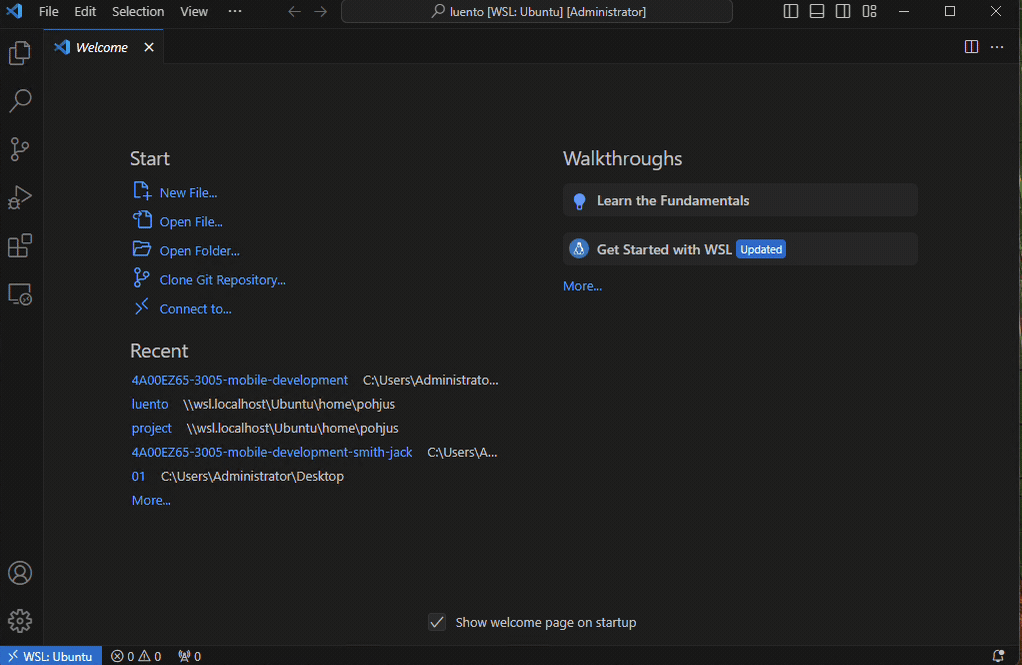 File Edit Selection View ··· luento [WSL: Ubuntu] [Administrator]
Welcome
Start
New File...
Open File...
Open Folder...
Clone Git Repository...
Connect to...
Recent
4A00EZ65-3005-mobile-development C:\Users\Administrato...
luento \\wsl.localhost\Ubuntu\home\pohjus
project \\wsl.localhost\Ubuntu\home\pohjus
4A00EZ65-3005-mobile-development-smith-jack C:\Users\A...
01 C:\Users\Administrator\Desktop
More...
Walkthroughs
Learn the Fundamentals
Get Started with WSL Updated
More...
Show welcome page on startup
WSL: Ubuntu 0 0 0